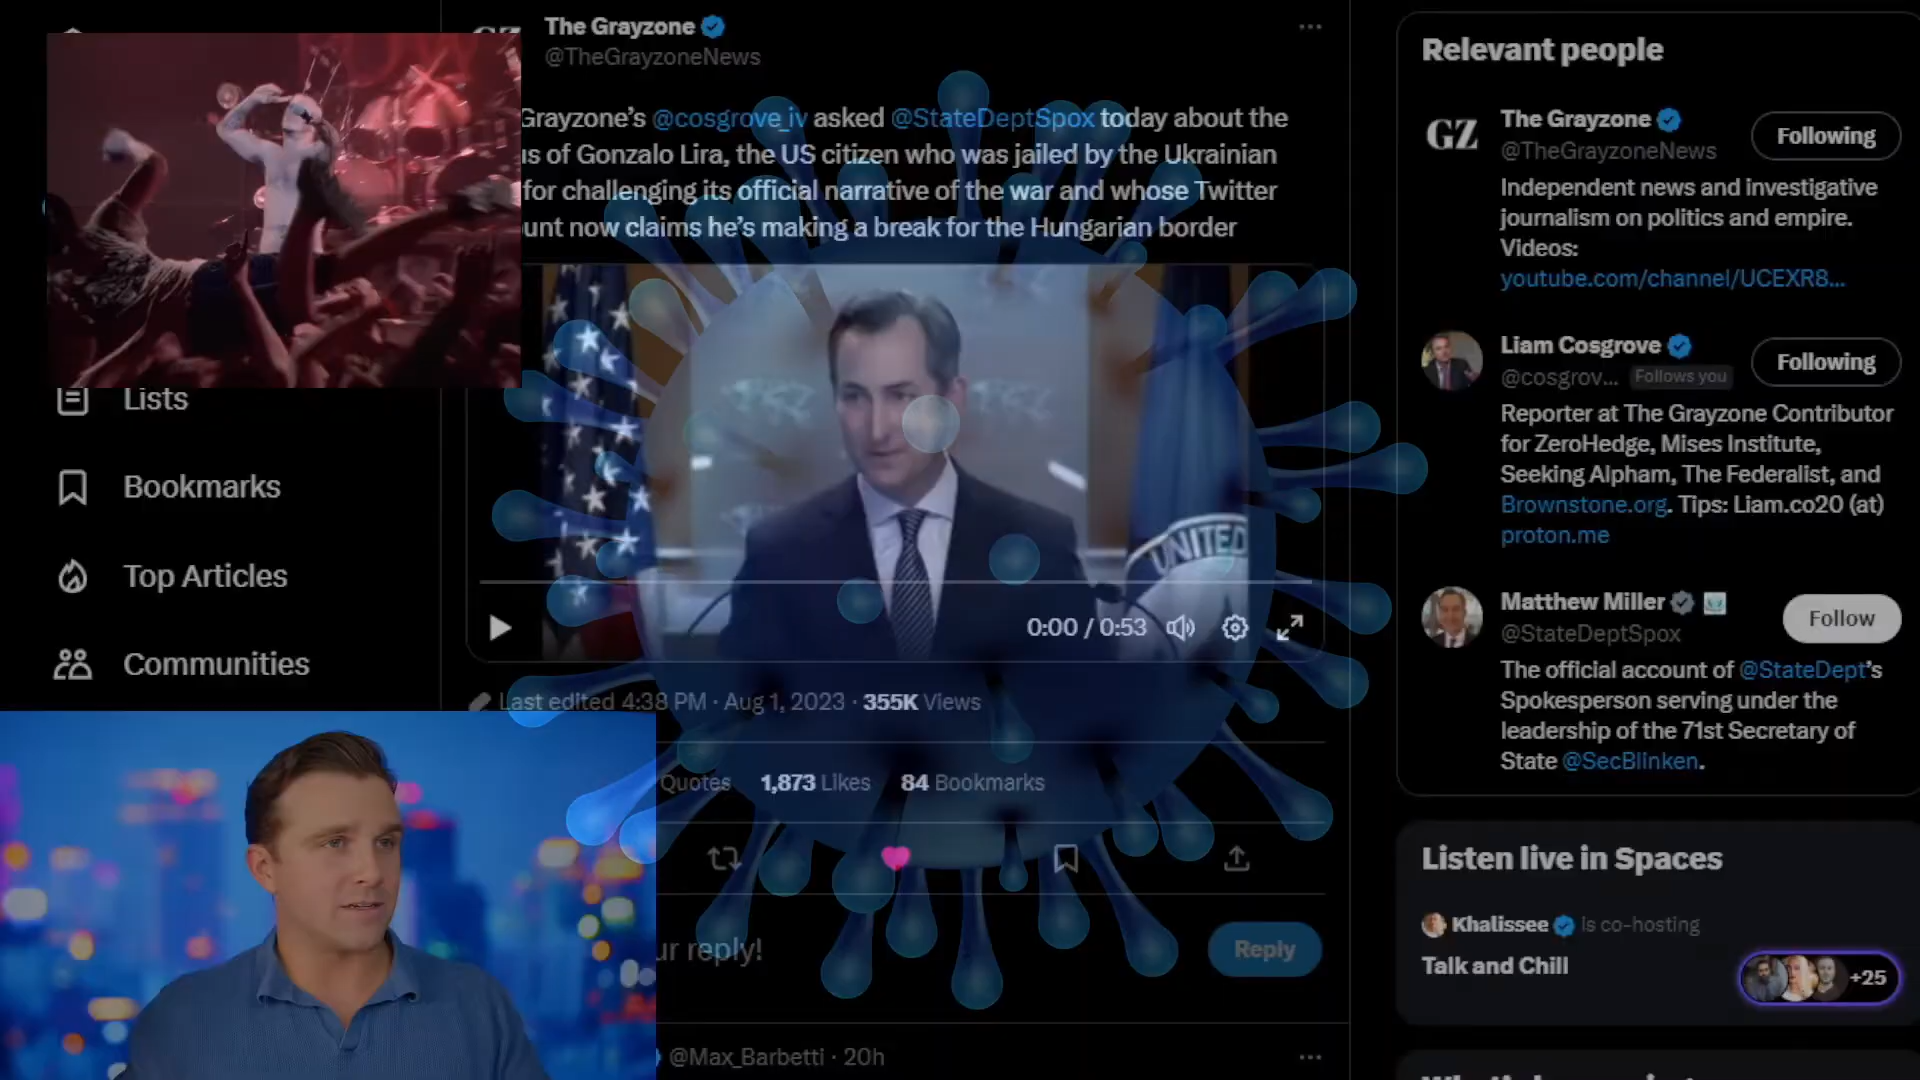 The Grayzone
@TheGrayzoneNews
Grayzone's @cosgrove_iv asked @StateDeptSpox today about the
us of Gonzalo Lira, the US citizen who was jailed by the Ukrainian
for challenging its official narrative of the war and whose Twitter
unt now claims he's making a break for the Hungarian border
UNITED
0:00 / 0:53
Last edited 4:38 PM · Aug 1, 2023 · 355K Views
Quotes 1,873 Likes 84 Bookmarks
ur reply!
Reply
@Max_Barbetti · 20h
Lists
Bookmarks
Top Articles
Communities
Relevant people
GZ
The Grayzone
@TheGrayzoneNews
Following
Independent news and investigative
journalism on politics and empire.
Videos:
youtube.com/channel/UCEXR8...
Liam Cosgrove
@cosgrov... Follows you
Following
Reporter at The Grayzone Contributor
for ZeroHedge, Mises Institute,
Seeking Alpham, The Federalist, and
Brownstone.org. Tips: Liam.co20 (at)
proton.me
Matthew Miller
@StateDeptSpox
Follow
The official account of @StateDept's
Spokesperson serving under the
leadership of the 71st Secretary of
State @SecBlinken.
Listen live in Spaces
Khalissee is co-hosting
Talk and Chill
+25